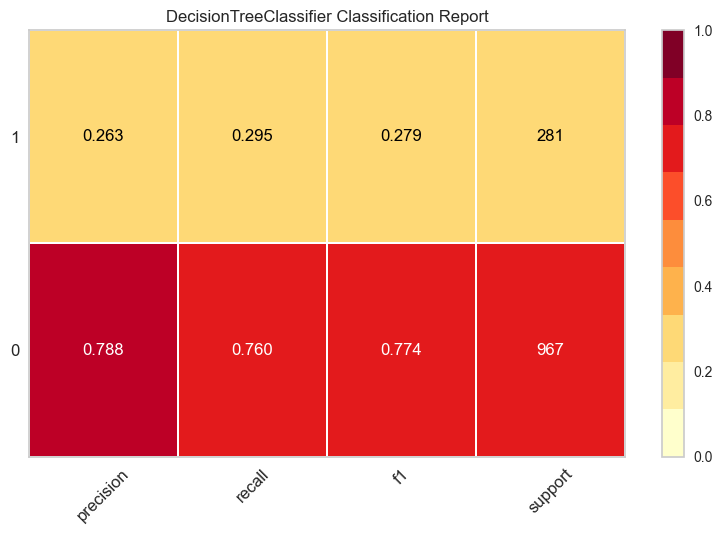 DecisionTreeClassifier Classification Report
1
0.263 0.295 0.279 281
0
0.788 0.760 0.774 967
precision recall f1 support
1.0
0.8
0.6
0.4
0.2
0.0